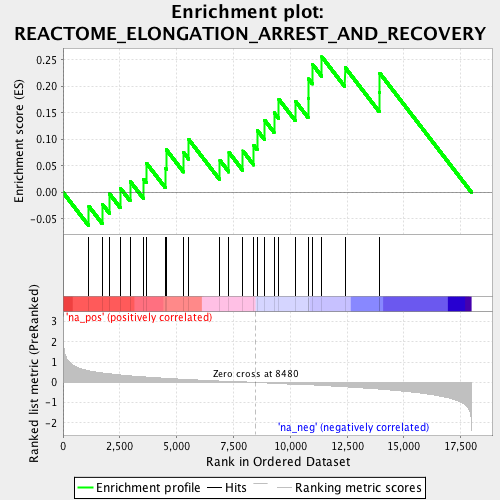 Enrichment plot:
REACTOME_ELONGATION_ARREST_AND_RECOVERY
Enrichment score (ES)
0.25
0.20
0.15
0.10
0.05
0.00
-0.05
'na_pos' (positively correlated)
Ranked list metric (PreRanked)
3
2
1
0
-1
-2
Zero cross at 8480
'na_neg' (negatively correlated)
0 2,500 5,000 7,500 10,000 12,500 15,000 17,500
Rank in Ordered Dataset
Enrichment profile Hits Ranking metric scores